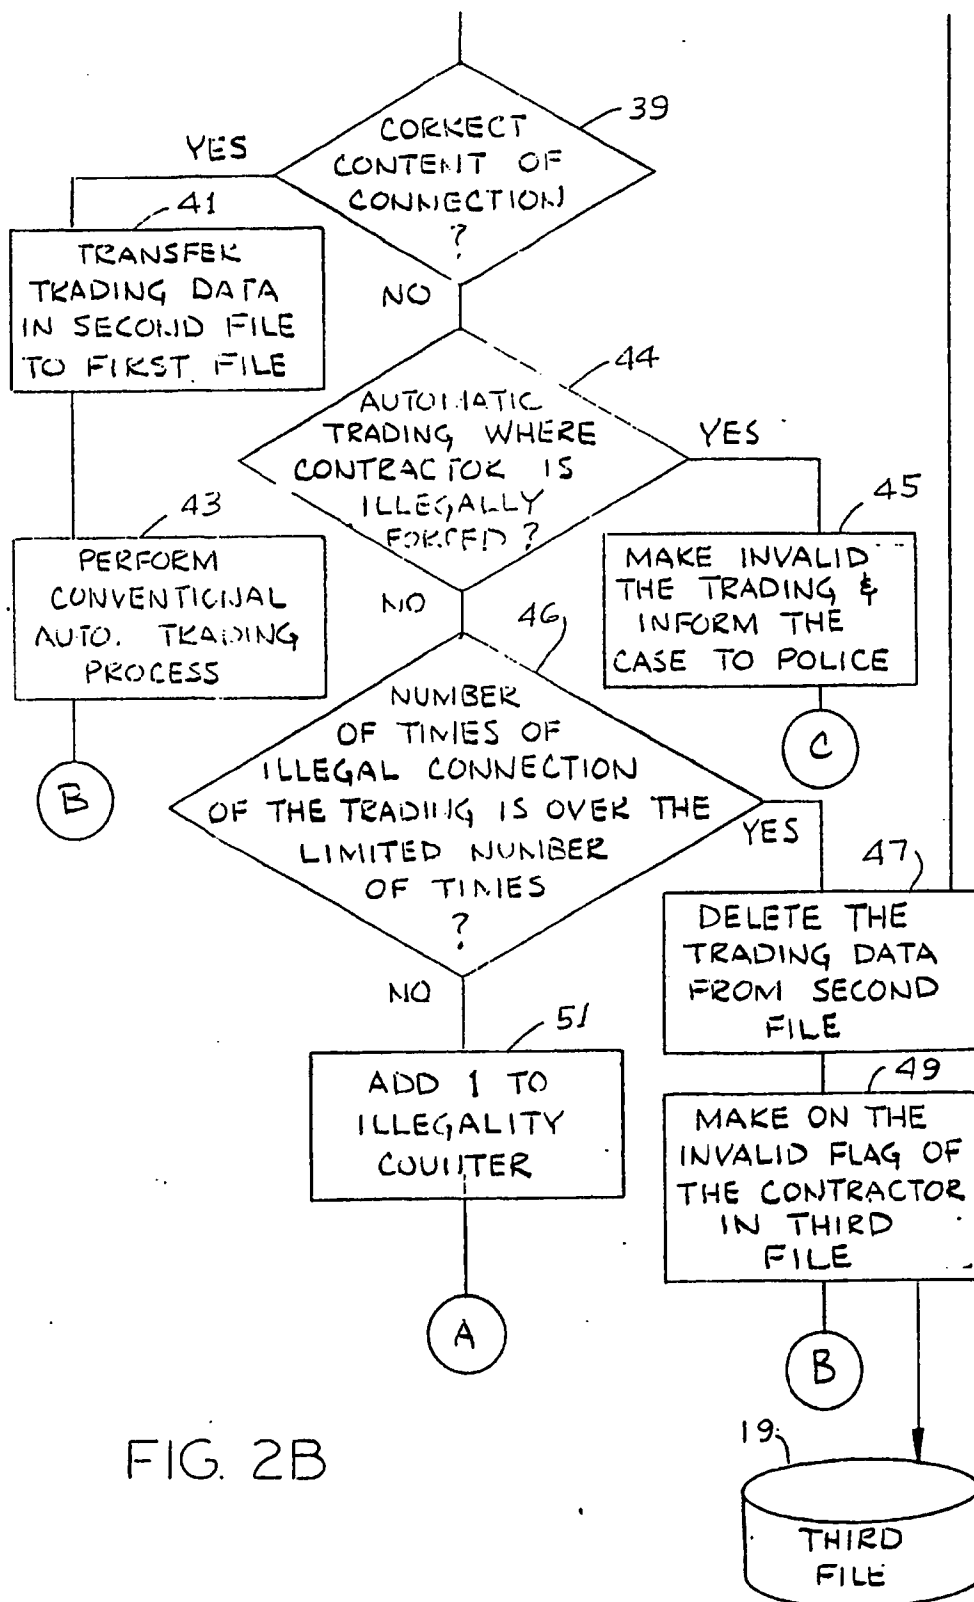 39
CORRECT
CONTENT OF
CONNECTION
?
YES
41
TRANSFER
TRADING DATA
IN SECOND FILE
TO FIRST FILE
NO
44
AUTOMATIC
TRADING WHERE
CONTRACTOR IS
ILLEGALLY
FORCED ?
YES
45
MAKE INVALID
THE TRADING &
INFORM THE
CASE TO POLICE
C
43
PERFORM
CONVENTIONAL
AUTO. TRADING
PROCESS
B
NO
46
NUMBER
OF TIMES OF
ILLEGAL CONNECTION
OF THE TRADING IS OVER THE
LIMITED NUMBER
OF TIMES
?
YES
47
DELETE THE
TRADING DATA
FROM SECOND
FILE
NO
51
ADD 1 TO
ILLEGALITY
COUNTER
A
49
MAKE ON THE
INVALID FLAG OF
THE CONTRACTOR
IN THIRD
FILE
B
19
THIRD
FILE
FIG. 2B